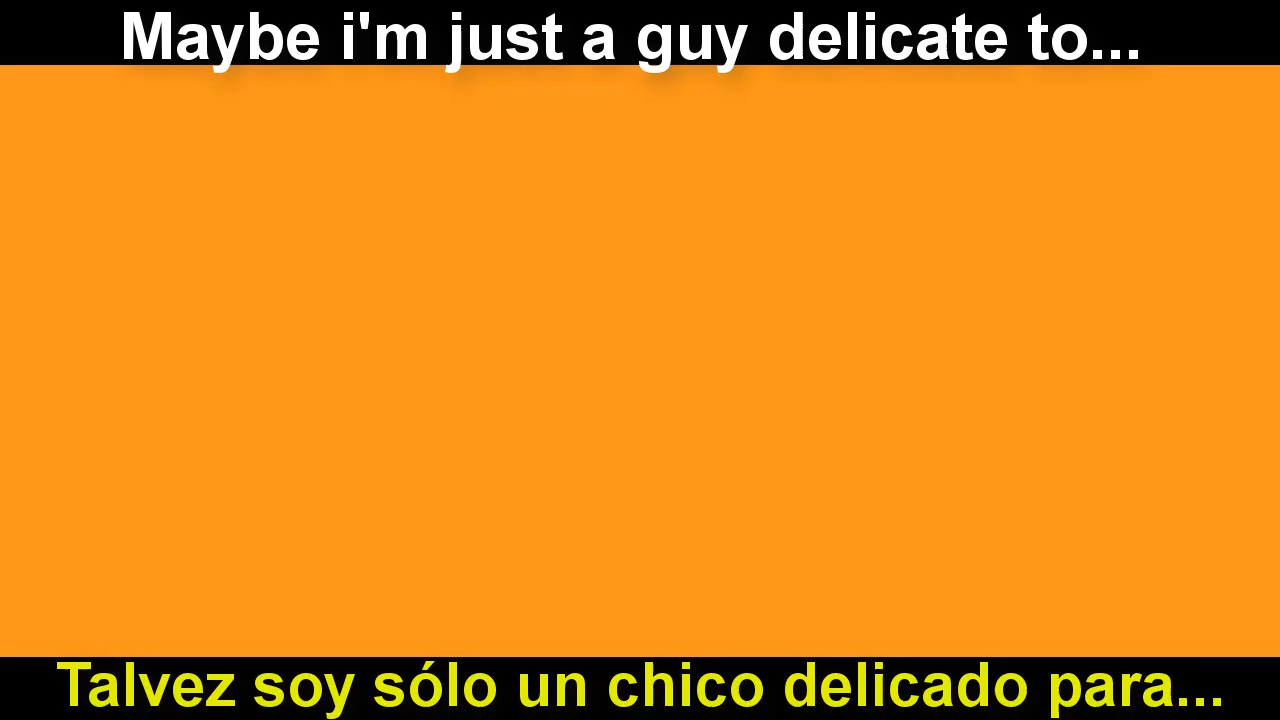 Maybe i'm just a guy delicate to...
Talvez soy sólo un chico delicado para...